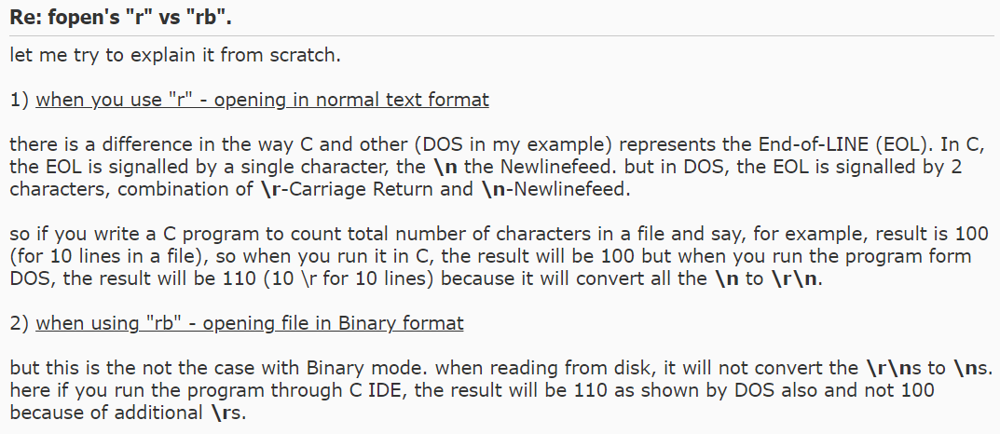 Re: fopen's "r" vs "rb".
let me try to explain it from scratch.
1) when you use "r" - opening in normal text format
there is a difference in the way C and other (DOS in my example) represents the End-of-LINE (EOL). In C,
the EOL is signalled by a single character, the \n the Newlinefeed. but in DOS, the EOL is signalled by 2
characters, combination of \r-Carriage Return and \n-Newlinefeed.
so if you write a C program to count total number of characters in a file and say, for example, result is 100
(for 10 lines in a file), so when you run it in C, the result will be 100 but when you run the program form
DOS, the result will be 110 (10 \r for 10 lines) because it will convert all the \n to \r\n.
2) when using "rb" - opening file in Binary format
but this is the not the case with Binary mode. when reading from disk, it will not convert the \r\ns to \ns.
here if you run the program through C IDE, the result will be 110 as shown by DOS also and not 100
because of additional \rs.